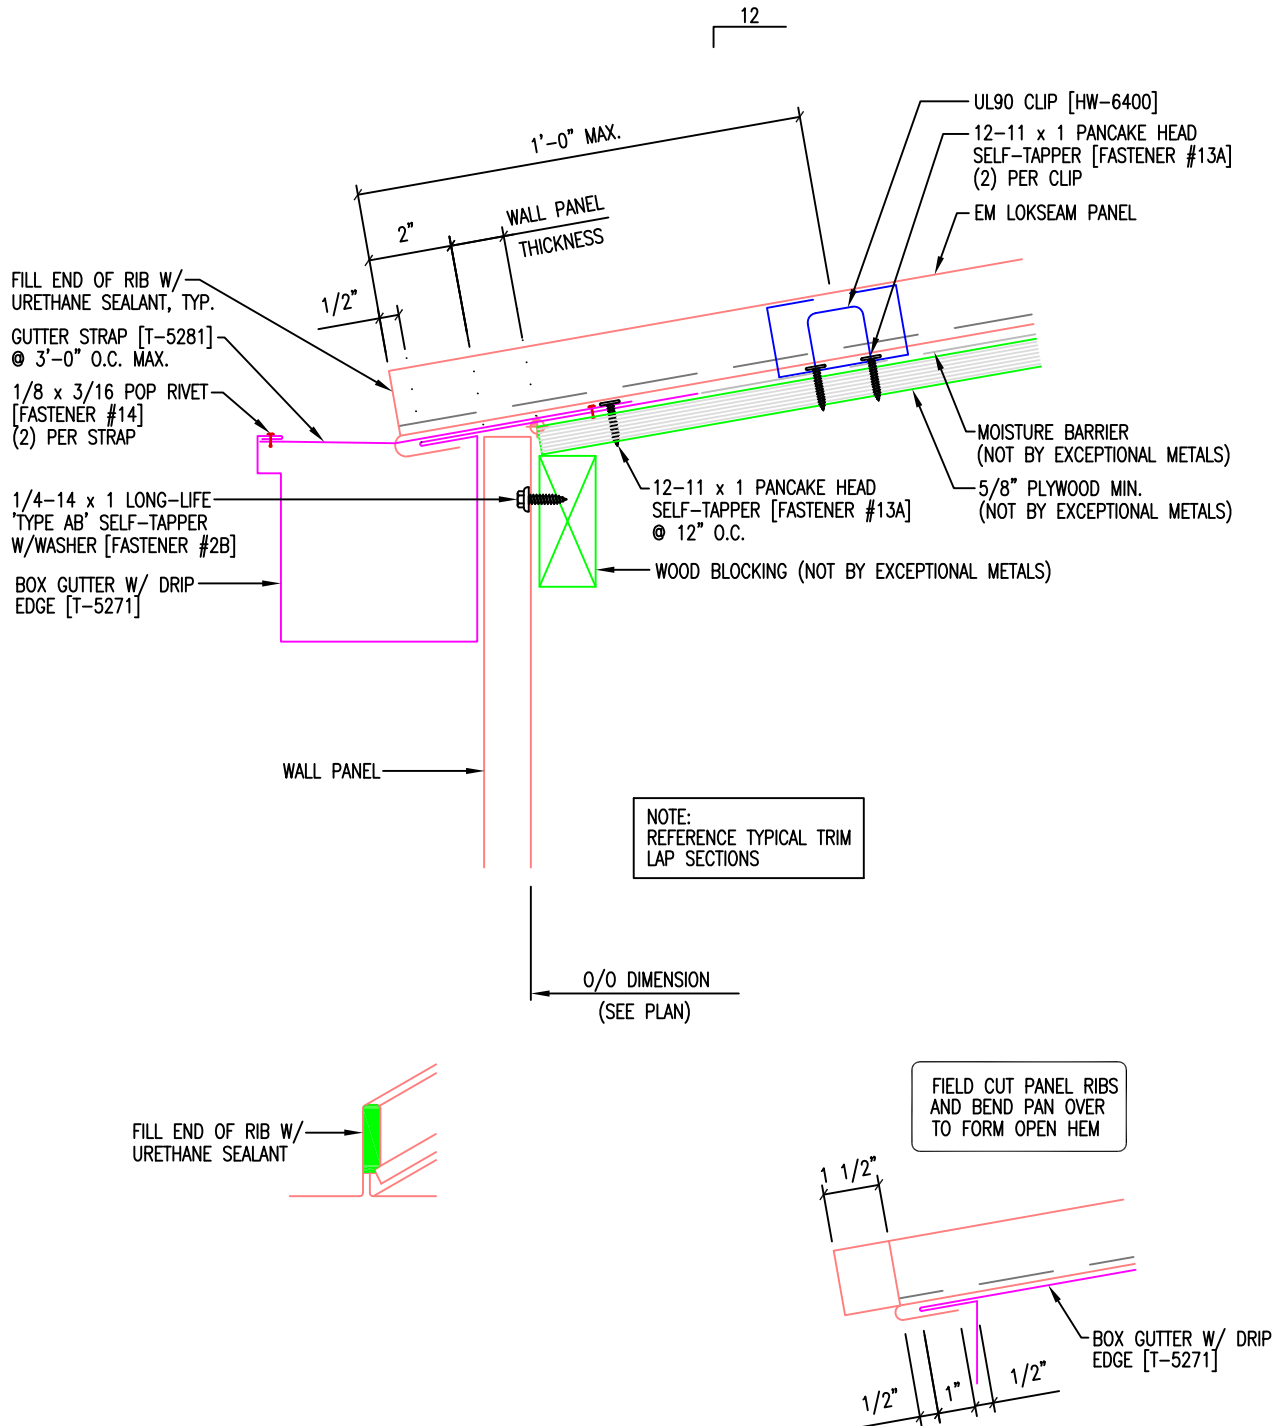 12
UL90 CLIP [HW-6400]
12-11 x 1 PANCAKE HEAD
SELF-TAPPER [FASTENER #13A]
(2) PER CLIP
EM LOKSEAM PANEL
1'-0" MAX.
2"
WALL PANEL
THICKNESS
1/2"
FILL END OF RIB W/
URETHANE SEALANT, TYP.
GUTTER STRAP [T-5281]
@ 3'-0" O.C. MAX.
1/8 x 3/16 POP RIVET
[FASTENER #14]
(2) PER STRAP
1/4-14 x 1 LONG-LIFE
'TYPE AB' SELF-TAPPER
W/WASHER [FASTENER #2B]
BOX GUTTER W/ DRIP
EDGE [T-5271]
MOISTURE BARRIER
(NOT BY EXCEPTIONAL METALS)
5/8" PLYWOOD MIN.
(NOT BY EXCEPTIONAL METALS)
12-11 x 1 PANCAKE HEAD
SELF-TAPPER [FASTENER #13A]
@ 12" O.C.
WOOD BLOCKING (NOT BY EXCEPTIONAL METALS)
WALL PANEL
NOTE:
REFERENCE TYPICAL TRIM
LAP SECTIONS
O/O DIMENSION
(SEE PLAN)
FILL END OF RIB W/
URETHANE SEALANT
FIELD CUT PANEL RIBS
AND BEND PAN OVER
TO FORM OPEN HEM
1 1/2"
BOX GUTTER W/ DRIP
EDGE [T-5271]
1/2"
1"
1/2"